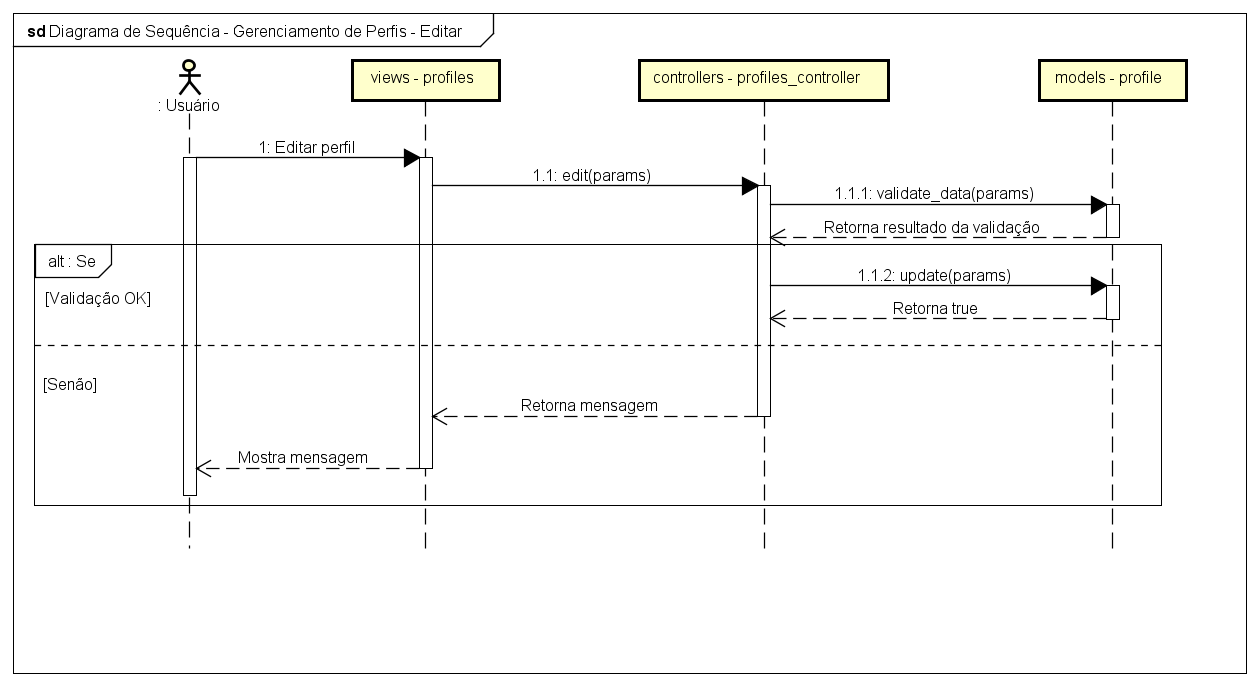 sd Diagrama de Sequência - Gerenciamento de Perfis - Editar
: Usuário
views - profiles
controllers - profiles_controller
models - profile
1: Editar perfil
1.1: edit(params)
1.1.1: validate_data(params)
Retorna resultado da validação
alt : Se
[Validação OK]
1.1.2: update(params)
Retorna true
[Senão]
Retorna mensagem
Mostra mensagem